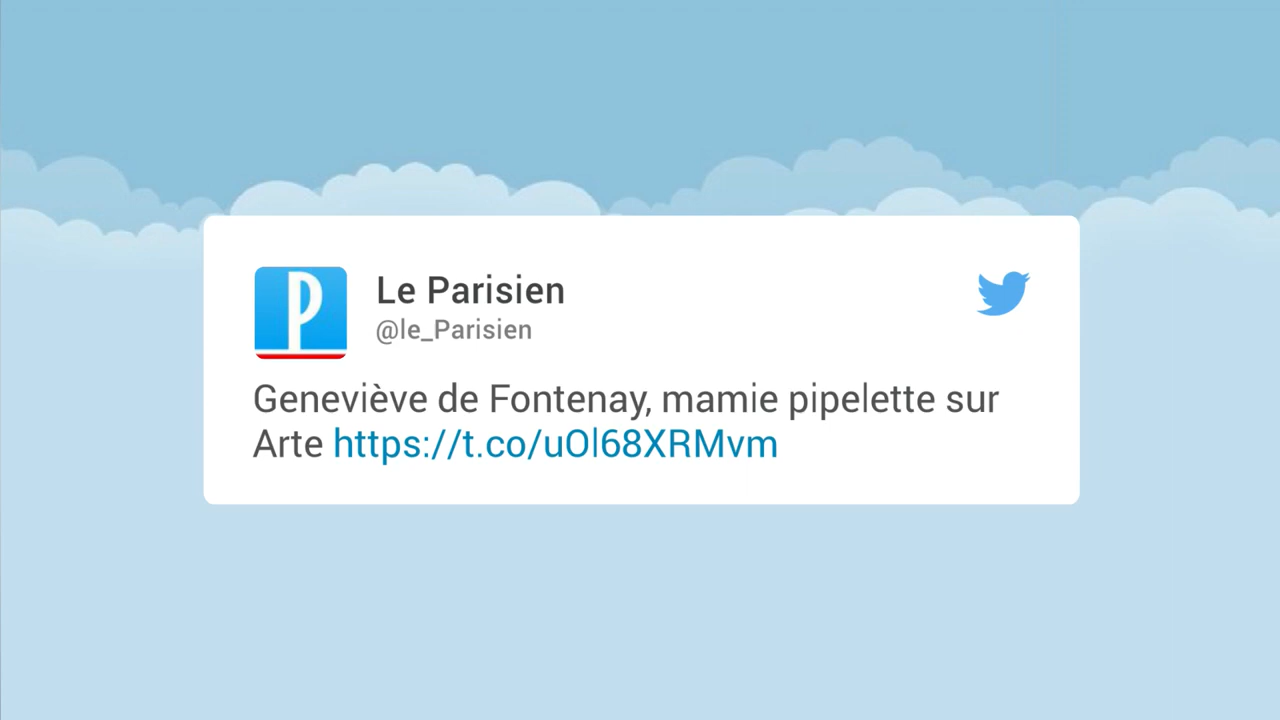 P
Le Parisien
@le_Parisien
Geneviève de Fontenay, mamie pipelette sur
Arte https://t.co/uOl68XRMvm